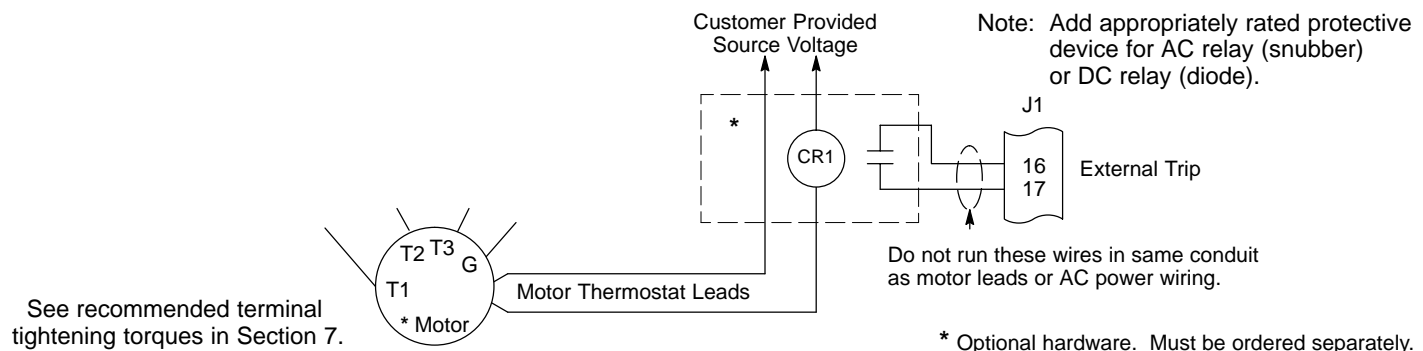 Customer Provided
Source Voltage
Note: Add appropriately rated protective
device for AC relay (snubber)
or DC relay (diode).
J1
*
CR1
16
17
External Trip
Do not run these wires in same conduit
as motor leads or AC power wiring.
T2 T3
G
T1
* Motor
Motor Thermostat Leads
See recommended terminal
tightening torques in Section 7.
* Optional hardware. Must be ordered separately.